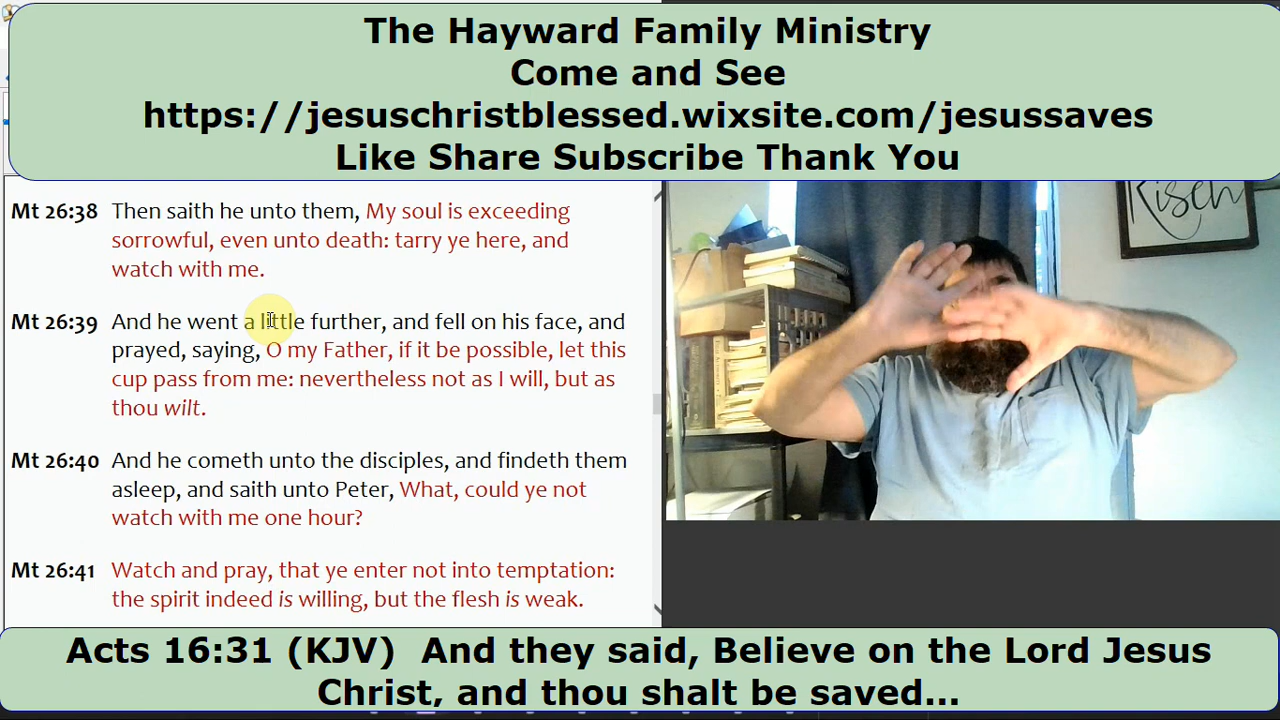 The Hayward Family Ministry
Come and See
https://jesuschristblessed.wixsite.com/jesussaves
Like Share Subscribe Thank You
Mt 26:38 Then saith he unto them, My soul is exceeding
sorrowful, even unto death: tarry ye here, and
watch with me.
Mt 26:39 And he went a little further, and fell on his face, and
prayed, saying, O my Father, if it be possible, let this
cup pass from me: nevertheless not as I will, but as
thou wilt.
Mt 26:40 And he cometh unto the disciples, and findeth them
asleep, and saith unto Peter, What, could ye not
watch with me one hour?
Mt 26:41 Watch and pray, that ye enter not into temptation:
the spirit indeed is willing, but the flesh is weak.
Risen
Acts 16:31 (KJV) And they said, Believe on the Lord Jesus
Christ, and thou shalt be saved...